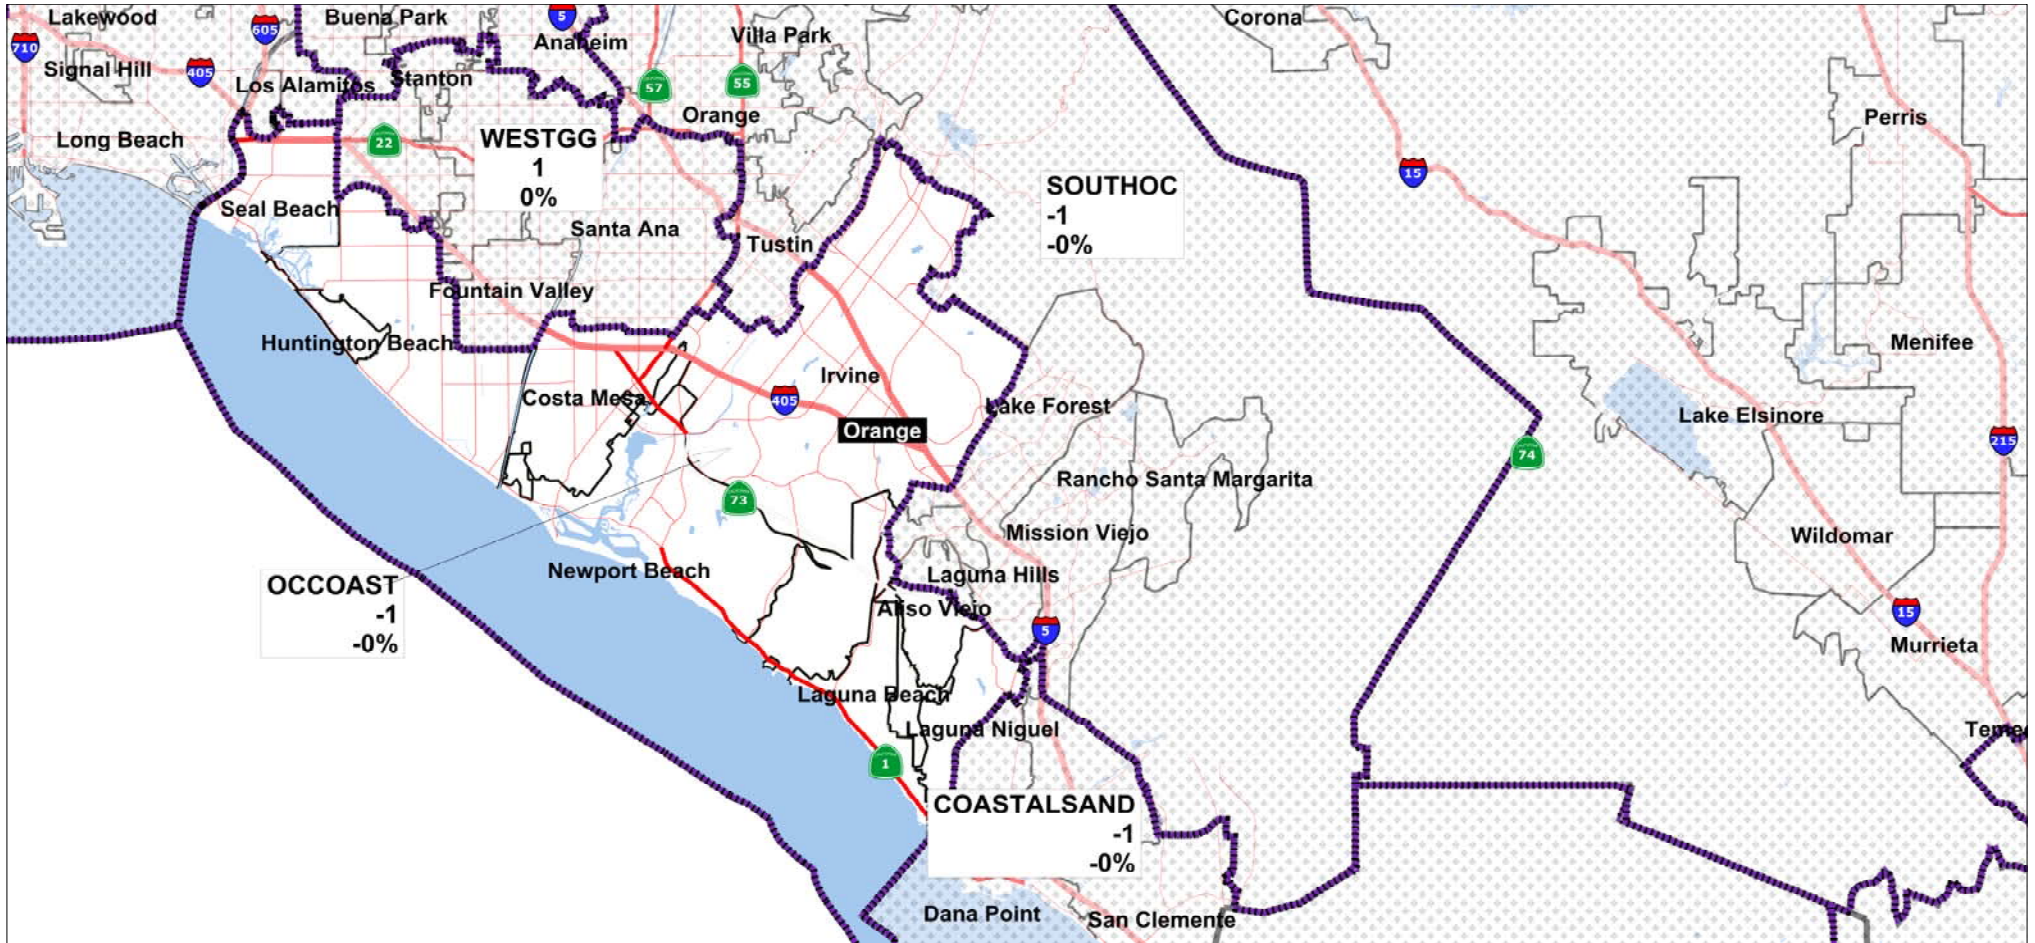 Lakewood
Buena Park
5
Corona
605
Anaheim
Villa Park
710
Signal Hill
405
Los Alamitos
Stanton
57
55
Orange
Perris
Long Beach
22
WESTGG
1
0%
15
SOUTHOC
-1
-0%
Seal Beach
Santa Ana
Tustin
Fountain Valley
Huntington Beach
Menifee
Irvine
Costa Mesa
405
Lake Forest
Lake Elsinore
Orange
215
74
Rancho Santa Margarita
73
Mission Viejo
Wildomar
Newport Beach
Laguna Hills
OCCOAST
-1
-0%
Aliso Viejo
15
5
Murrieta
Laguna Beach
Laguna Niguel
Teme
1
COASTALSAND
-1
-0%
Dana Point
San Clemente